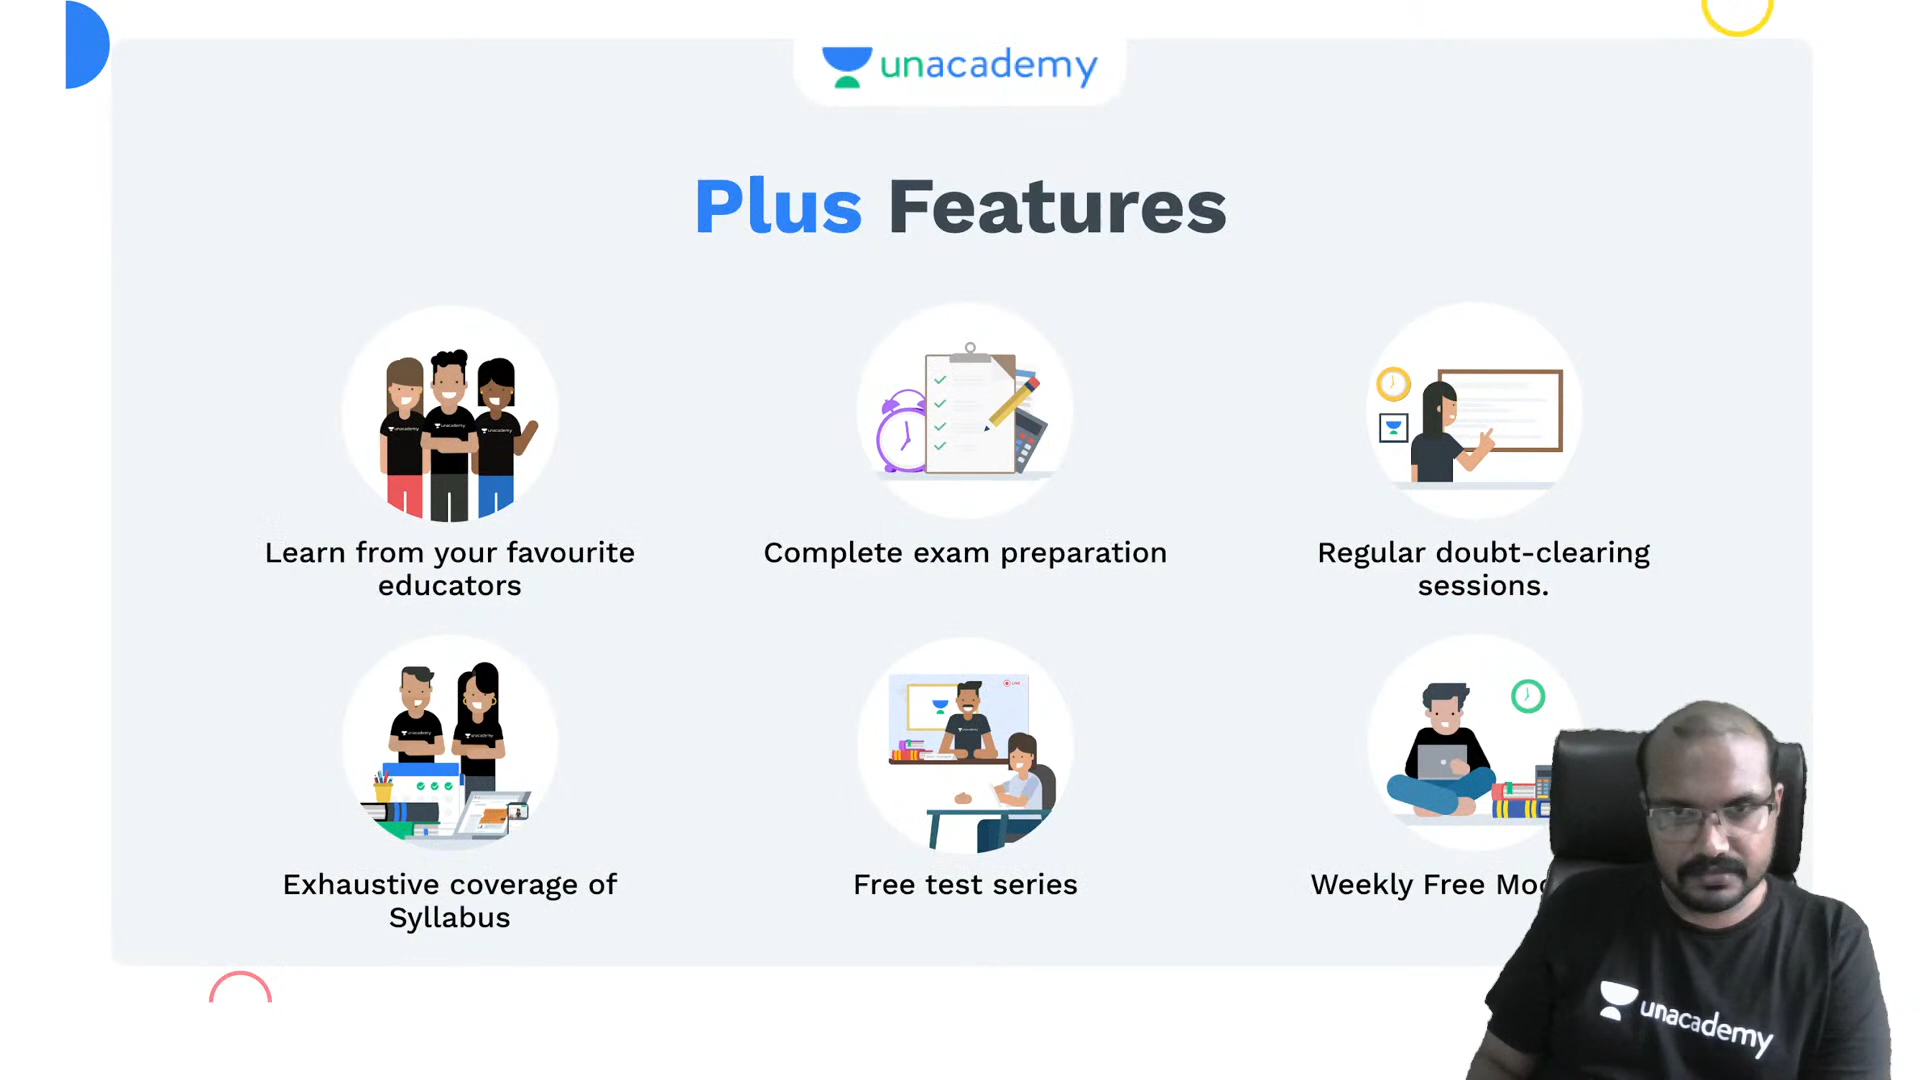 unacademy
Plus Features
Learn from your favourite
educators
Complete exam preparation
Regular doubt-clearing
sessions.
Exhaustive coverage of
Syllabus
Free test series
Weekly Free
unacademy